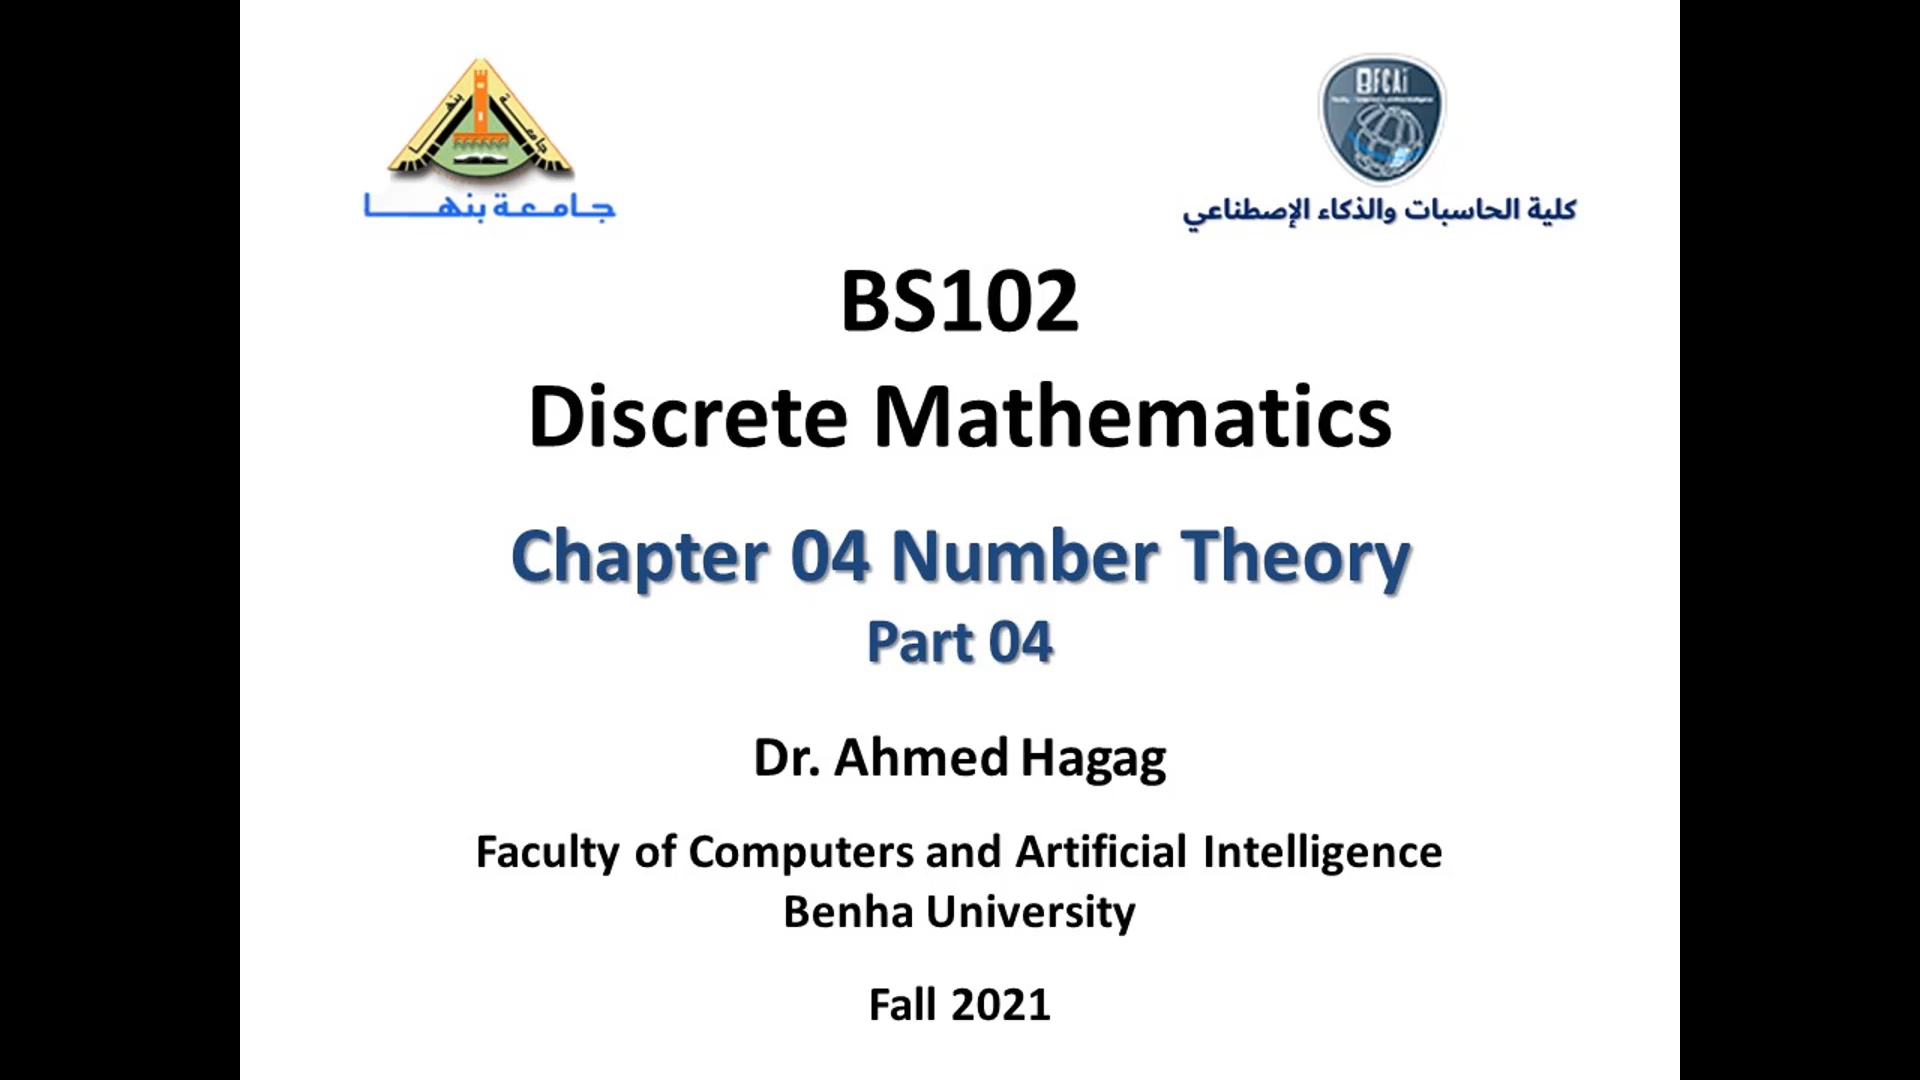 جامعة بنها
BFCAi
كلية الحاسبات والذكاء الإصطناعي
BS102
Discrete Mathematics
Chapter 04 Number Theory
Part 04
Dr. Ahmed Hagag
Faculty of Computers and Artificial Intelligence
Benha University
Fall 2021